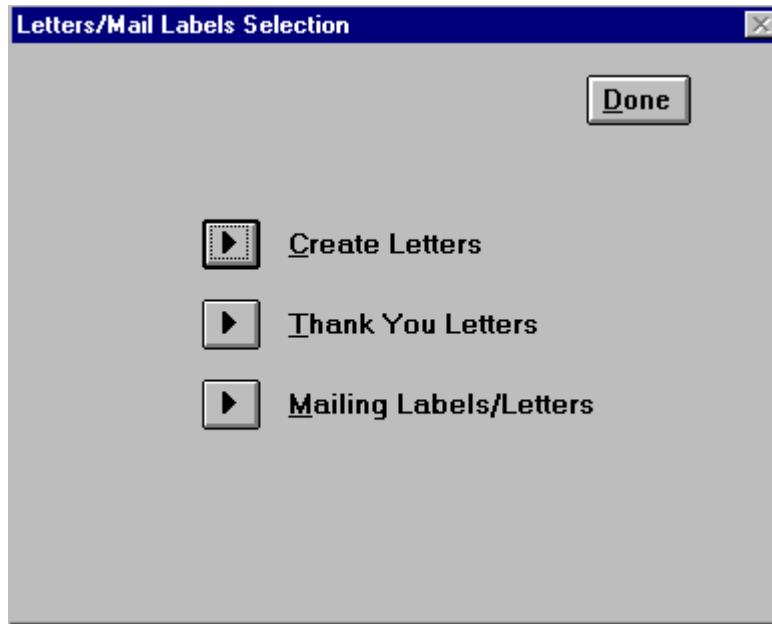 Letters/Mail Labels Selection
Done
Create Letters
Thank You Letters
Mailing Labels/Letters